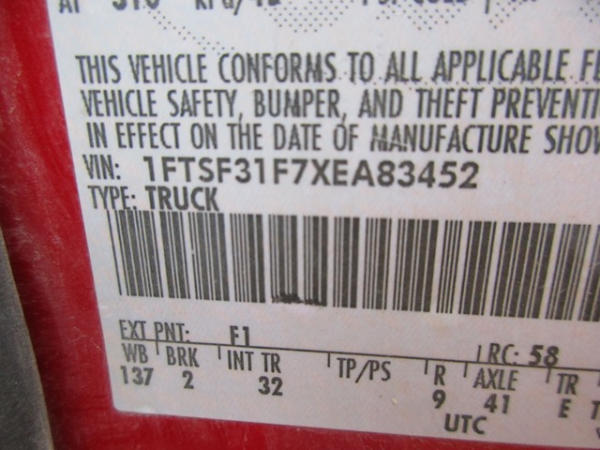 THIS VEHICLE CONFORMS TO ALL APPLICABLE
VEHICLE SAFETY, BUMPER, AND THEFT PREVENTI
IN EFFECT ON THE DATE OF MANUFACTURE SHOW
VIN: 1FTSF31F7XEA83452
TYPE: TRUCK
EXT PNT: F1 RC: 58
WB BRK INT TR TP/PS R AXLE TR
137 2 32 9 41 E
UTC